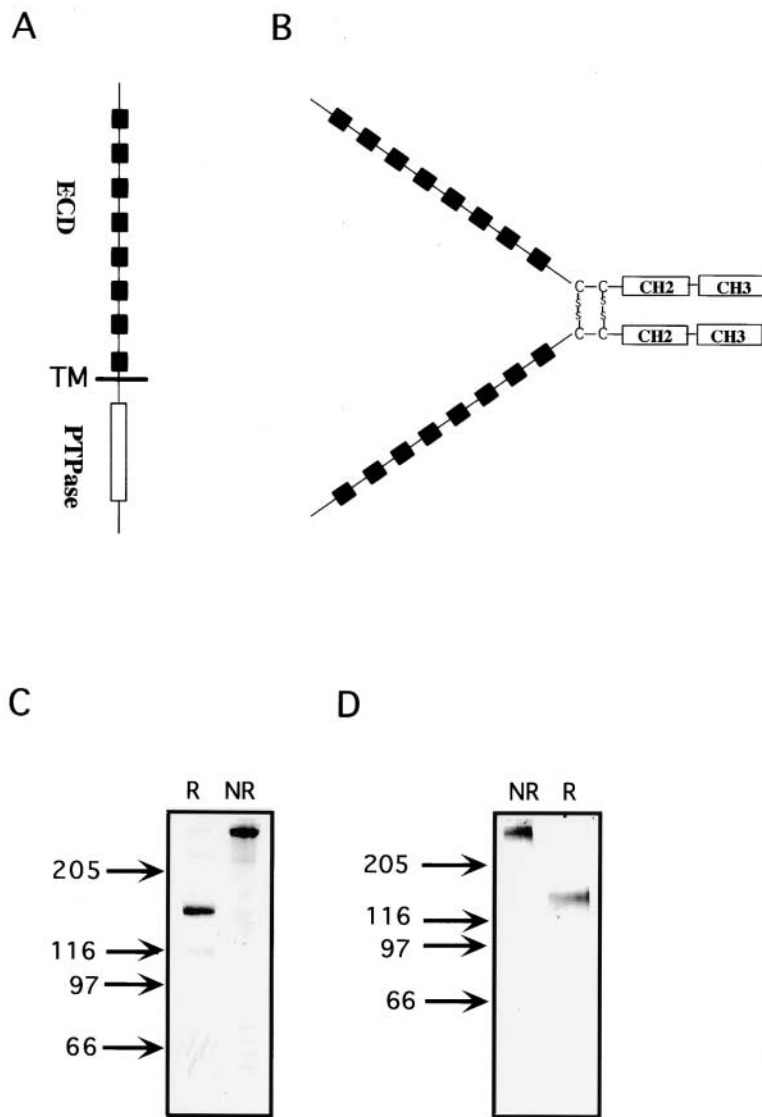 A
B
ECD
TM
PTPase
C C CH2 CH3
S S
S S
C C CH2 CH3
C
D
R NR
205
116
97
66
NR R
205
116
97
66